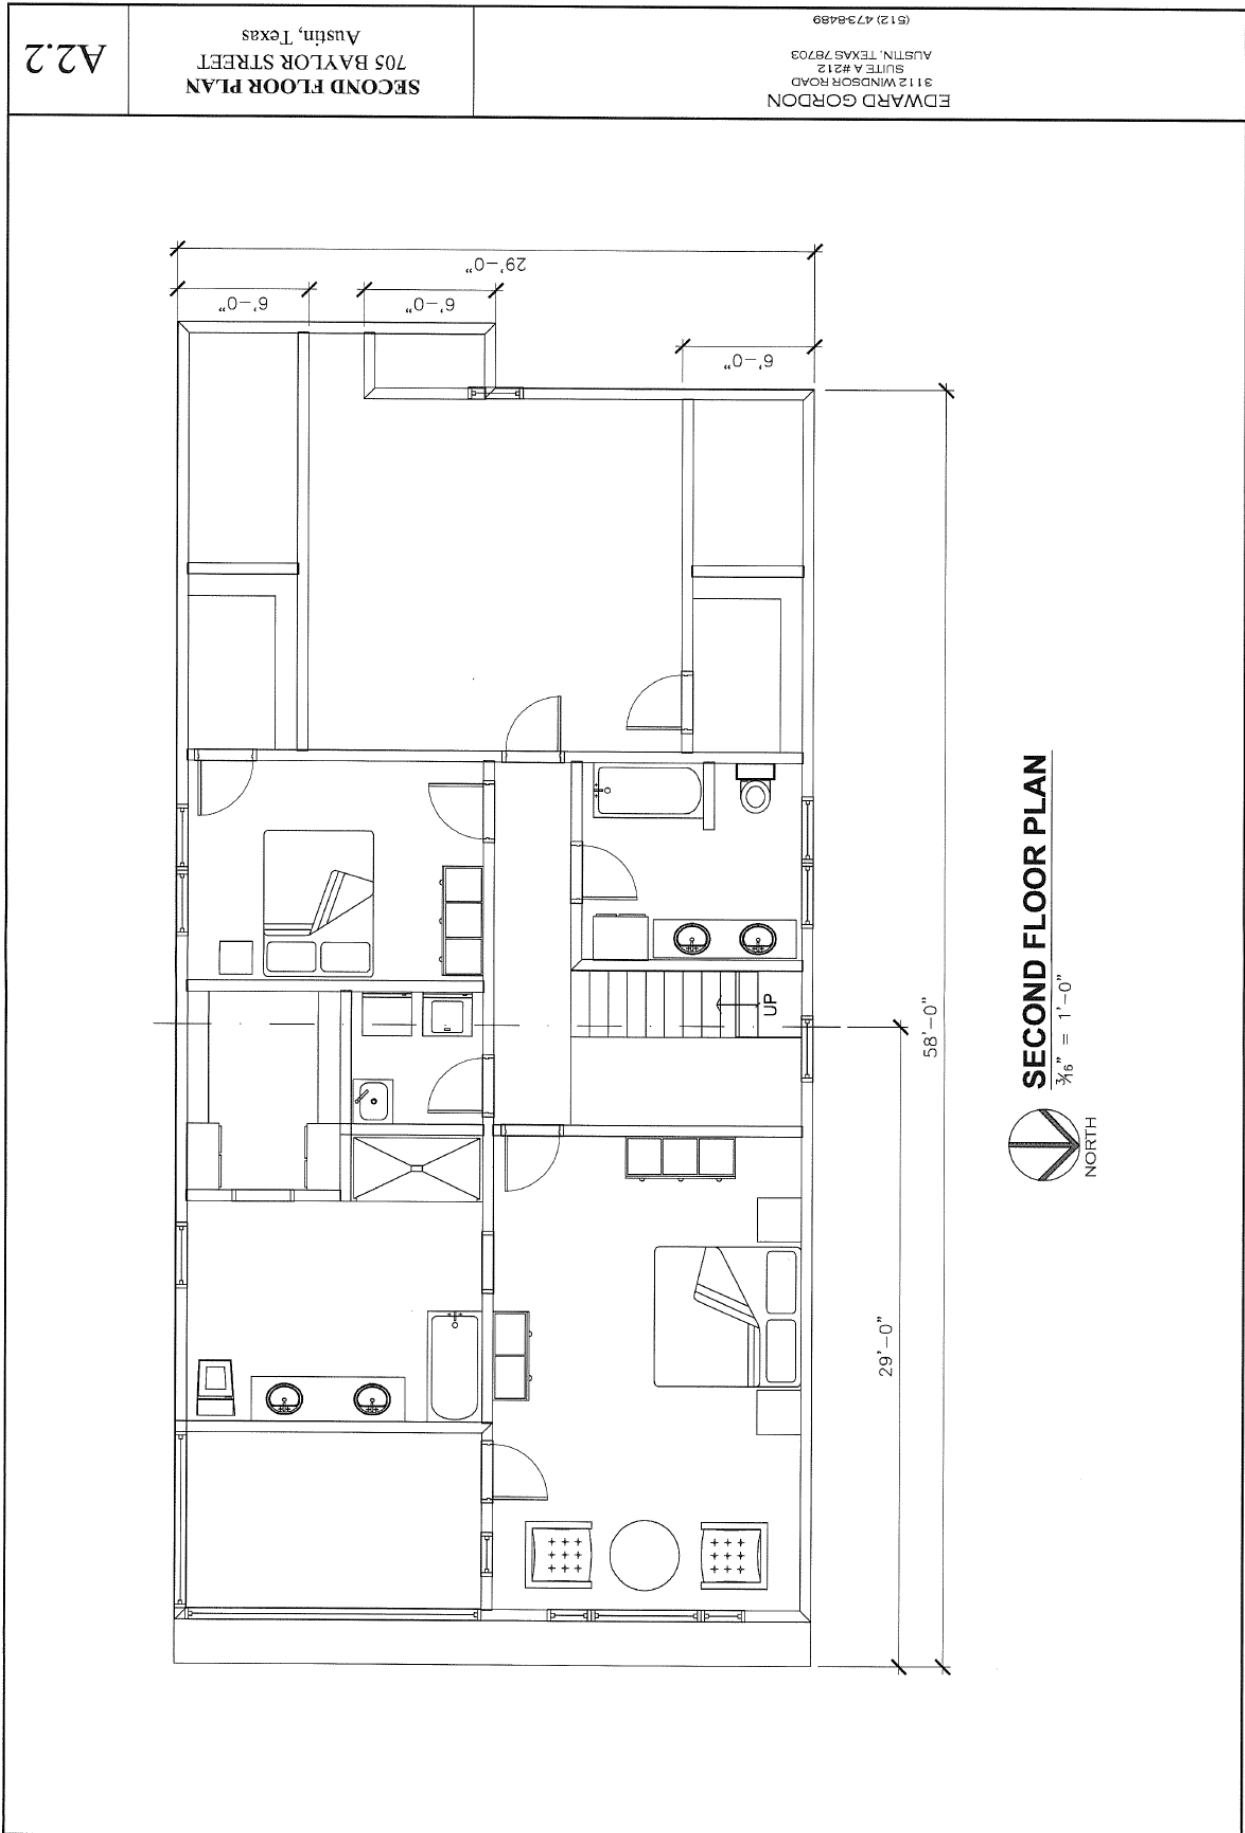 A2.2
SECOND FLOOR PLAN
705 BAYLOR STREET
Austin, Texas
EDWARD GORDON
3112 WINDSOR ROAD
SUITE A #212
AUSTIN, TEXAS 78703
(512) 473-8489
29'-0"
6'-0"
6'-0"
6'-0"
UP
58'-0"
29'-0"
SECOND FLOOR PLAN
3/16" = 1'-0"
NORTH